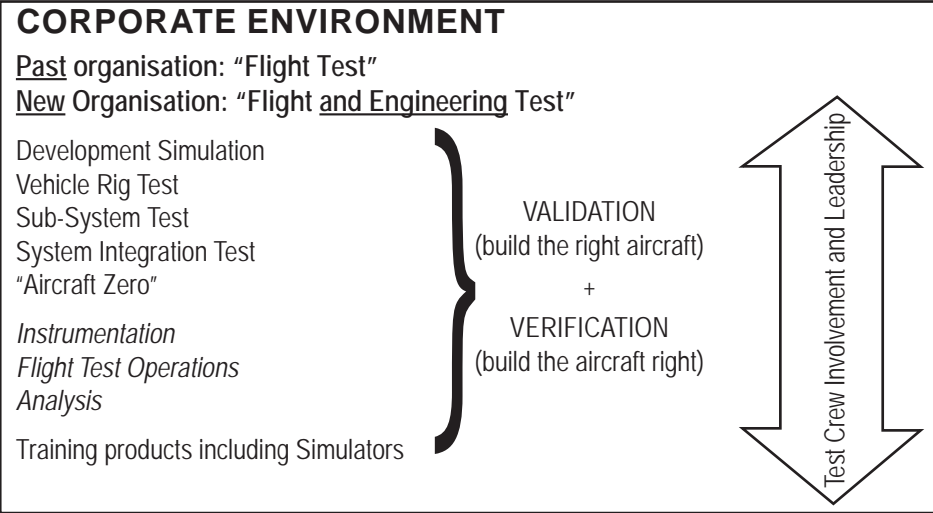 CORPORATE ENVIRONMENT
Past organisation: “Flight Test”
New Organisation: “Flight and Engineering Test”
Development Simulation
Vehicle Rig Test
Sub-System Test
System Integration Test
“Aircraft Zero”
Instrumentation
Flight Test Operations
Analysis
Training products including Simulators
VALIDATION
(build the right aircraft)
+
VERIFICATION
(build the aircraft right)
Test Crew Involvement and Leadership